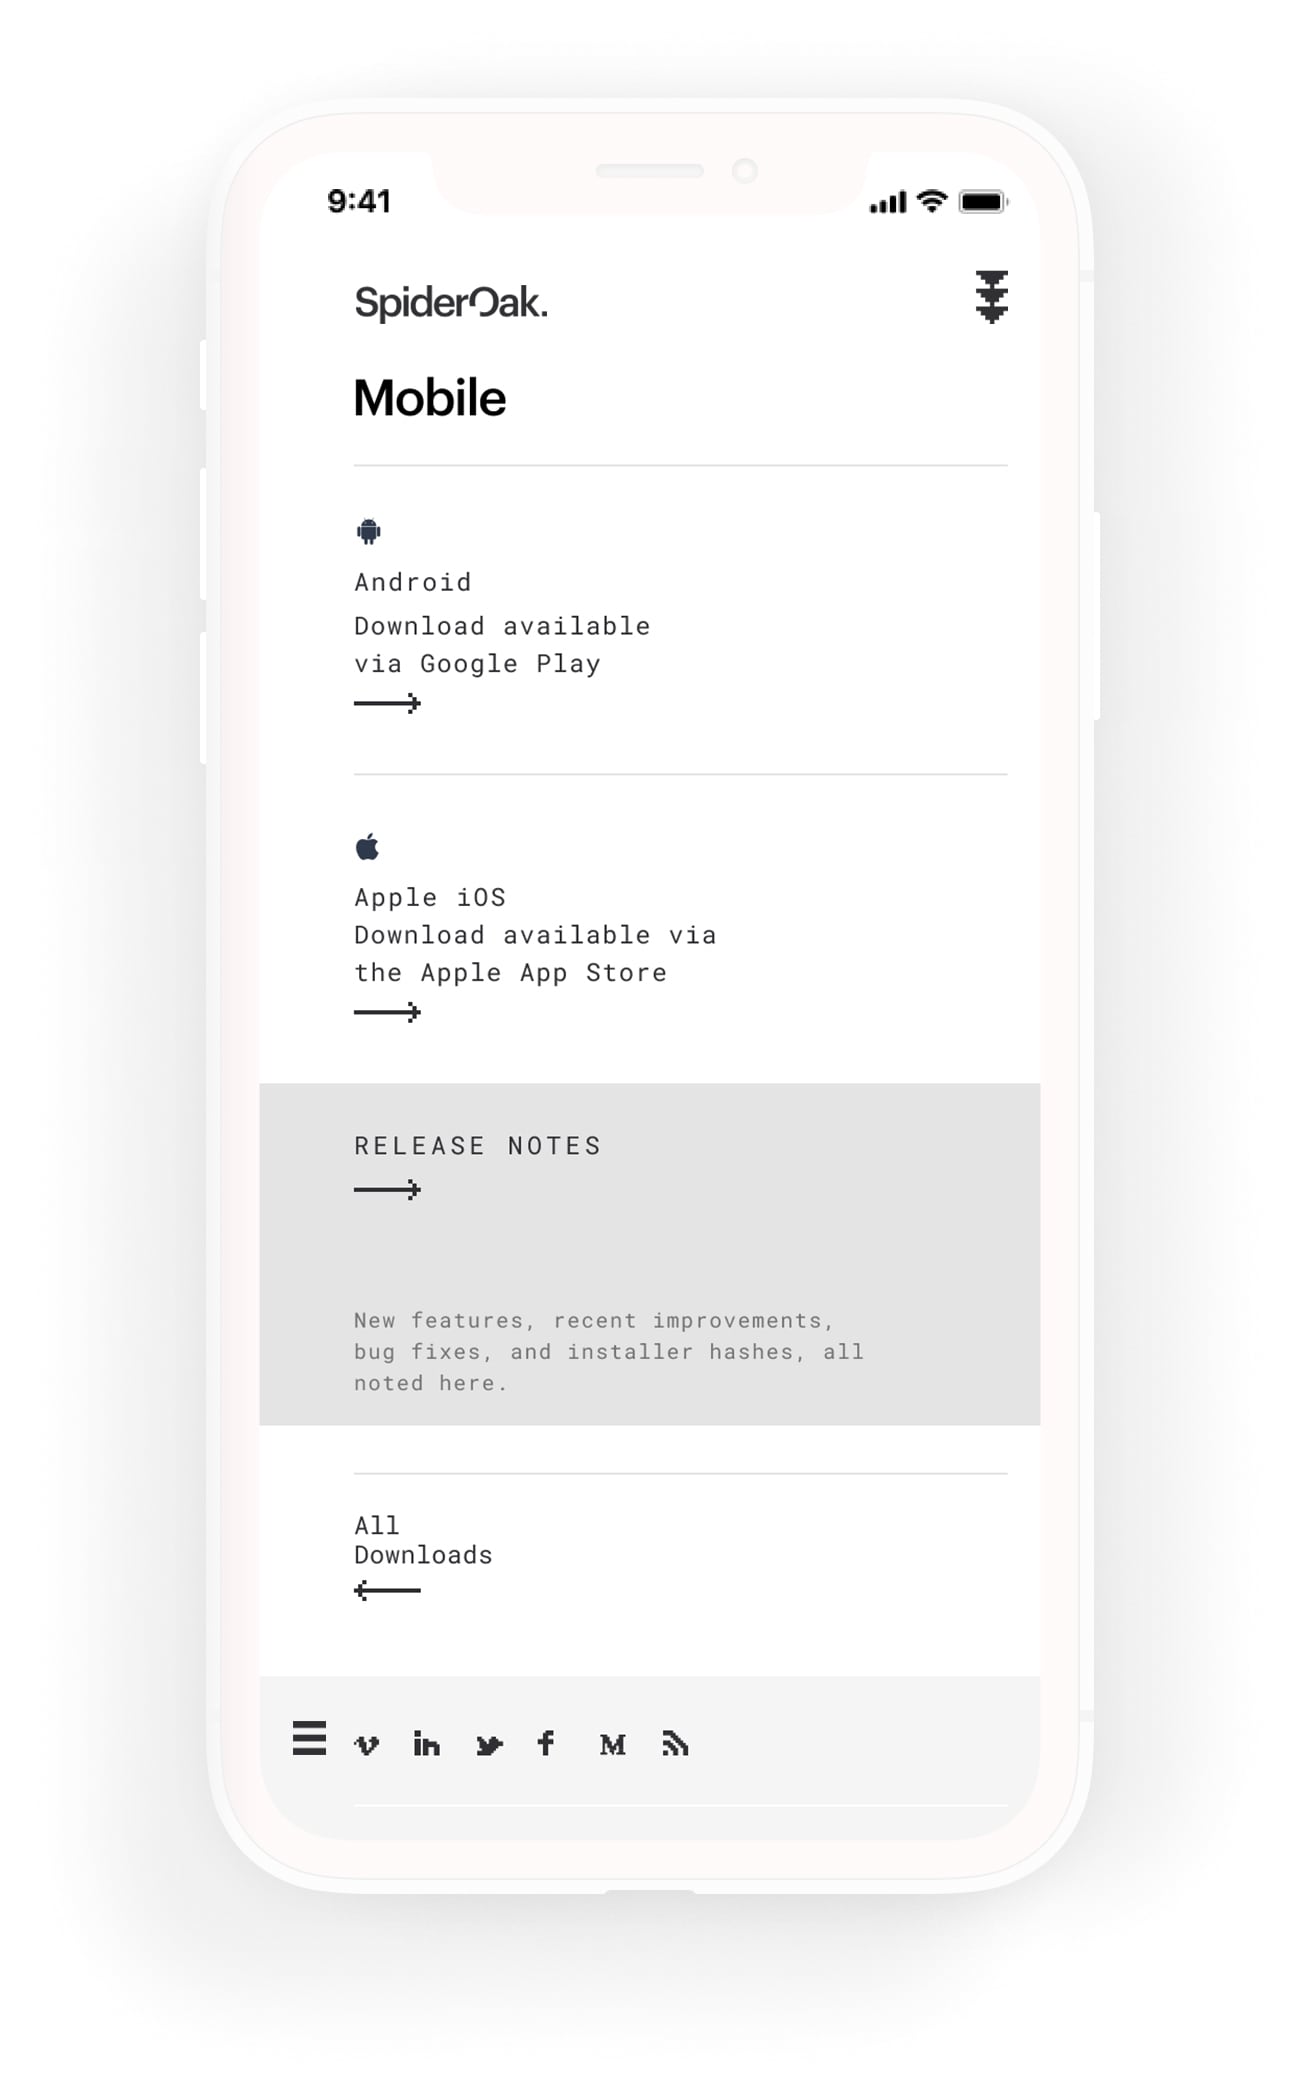 9:41
SpiderOak.
Mobile
Android
Download available
via Google Play
Apple iOS
Download available via
the Apple App Store
RELEASE NOTES
New features, recent improvements,
bug fixes, and installer hashes, all
noted here.
All
Downloads